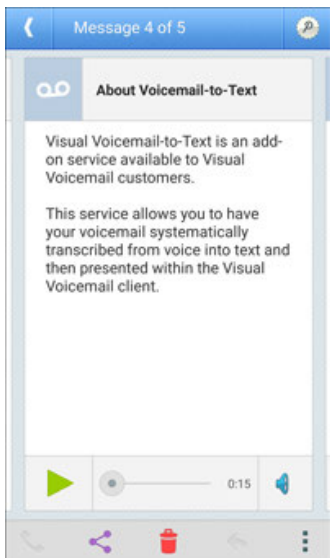 Message 4 of 5
About Voicemail-to-Text
Visual Voicemail-to-Text is an add-
on service available to Visual
Voicemail customers.
This service allows you to have
your voicemail systematically
transcribed from voice into text and
then presented within the Visual
Voicemail client.
0:15